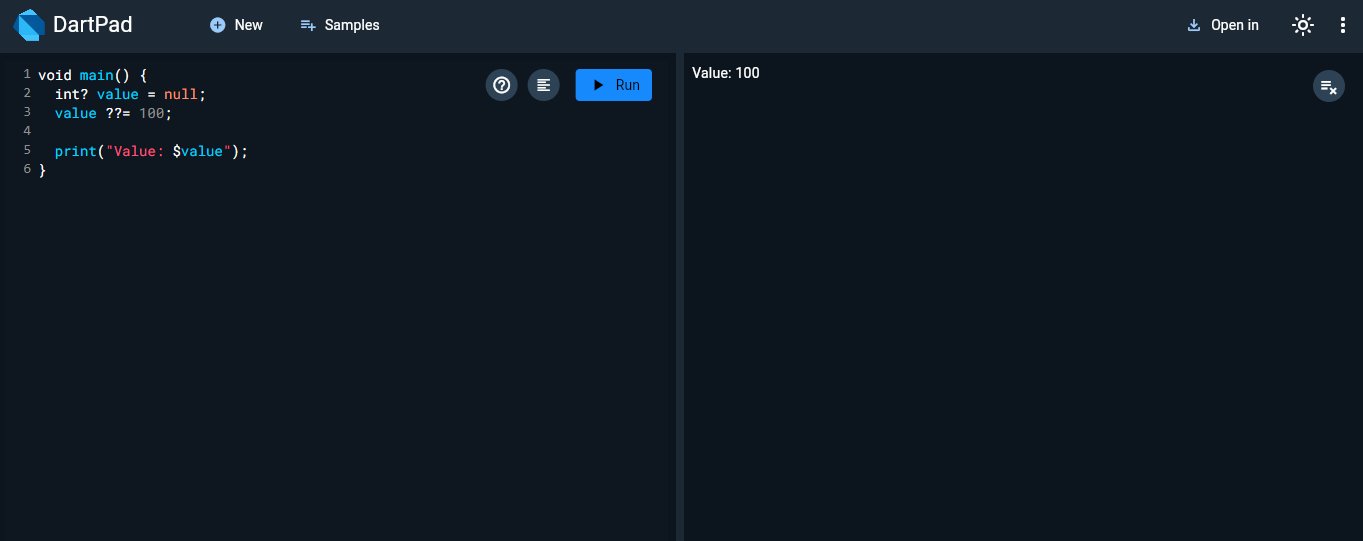 DartPad New Samples Open in
1 void main() {
2   int? value = null;
3   value ??= 100;
4
5   print("Value: $value");
6 }
Run
Value: 100